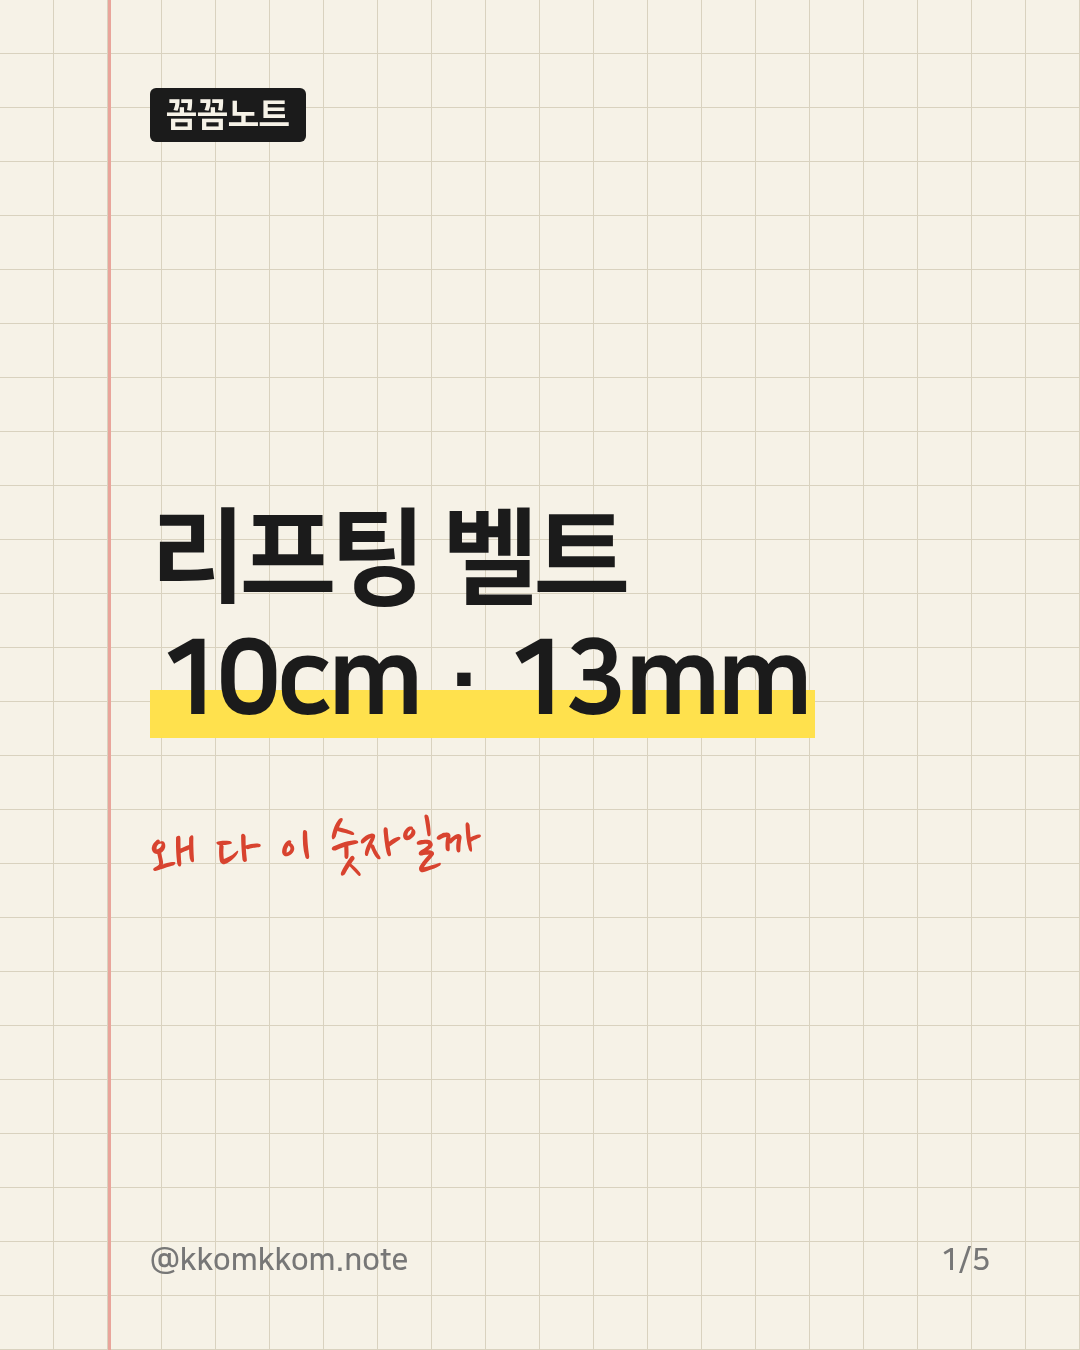 꼼꼼노트
리프팅 벨트
10cm · 13mm
왜 다 이 숫자일까
@kkomkkom.note
1/5